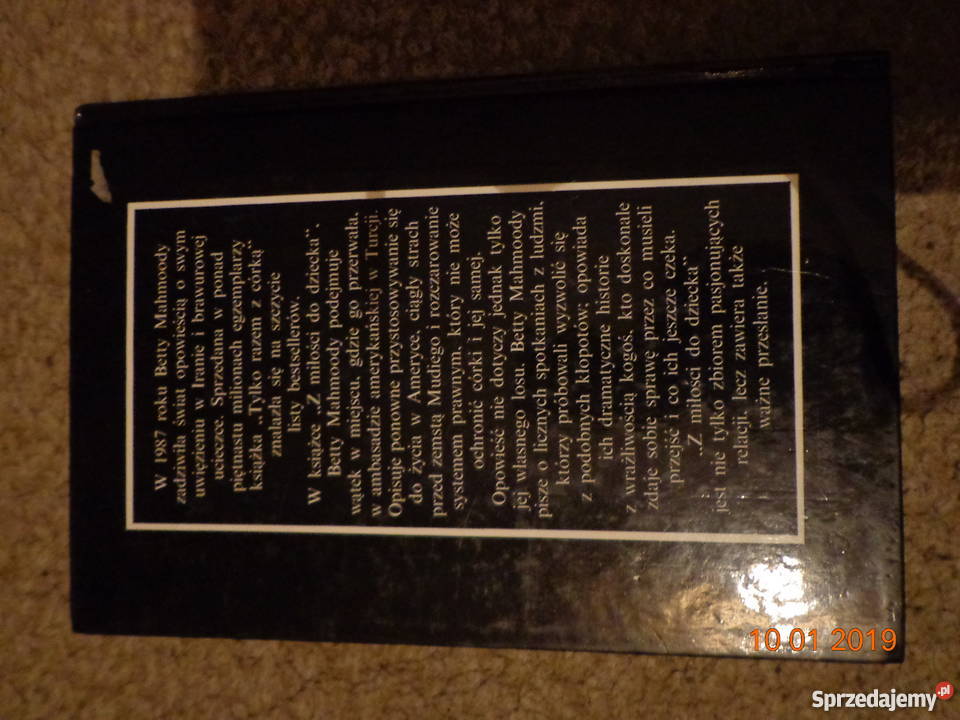 W 1987 roku Betty Mahmoody
zadziwiła świat opowieścią o swym
uwięzieniu w Iranie i brawurowej
ucieczce. Sprzedana w ponad
piętnastu milionach egzemplarzy
książka „Tylko razem z córką“
znalazła się na szczycie
listy bestsellerów.
W książce „Z miłości do dziecka“,
Betty Mahmoody podejmuje
wątek w miejscu, gdzie go przerwała,
w ambasadzie amerykańskiej w Turcji.
Opisuje ponowne przystosowywanie się
do życia w Ameryce, ciągły strach
przed zemstą Mudiego i rozczarowanie
systemem prawnym, który nie może
ochronić córki i jej samej.
Opowieść nie dotyczy jednak tylko
jej własnego losu. Betty Mahmoody
pisze o licznych spotkaniach z ludźmi,
którzy próbowali wyzwolić się
z podobnych kłopotów; opowiada
ich dramatyczne historie
z wrażliwością kogoś, kto doskonale
zdaje sobie sprawę przez co musieli
przejść i co ich jeszcze czeka.
„Z miłości do dziecka“
jest nie tylko zbiorem pasjonujących
relacji lecz zawiera także
ważne przesłanie.
10 01 2019
Sprzedajemy.pl